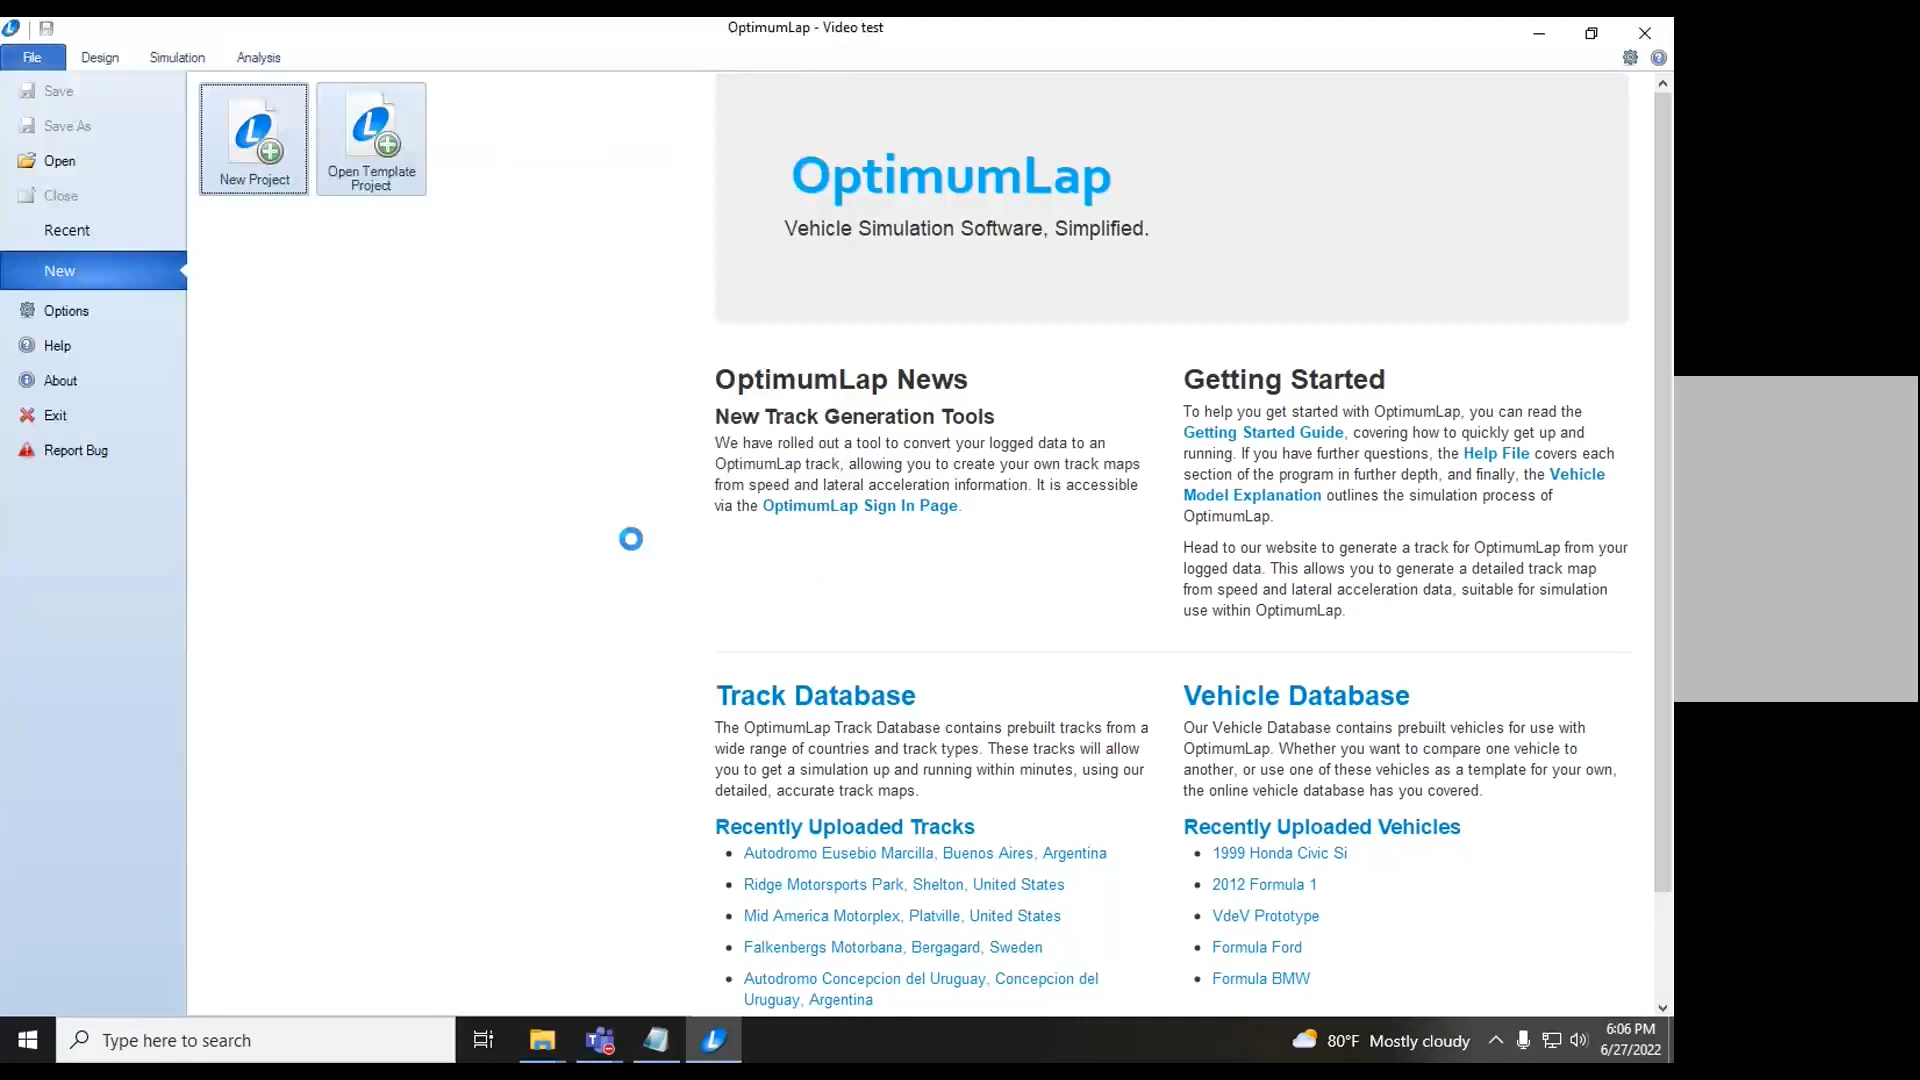 OptimumLap - Video test
File Design Simulation Analysis
Save
Save As
Open
Close
Recent
New
Options
Help
About
Exit
Report Bug
New Project
Open Template
Project
OptimumLap
Vehicle Simulation Software, Simplified.
OptimumLap News
New Track Generation Tools
We have rolled out a tool to convert your logged data to an
OptimumLap track, allowing you to create your own track maps
from speed and lateral acceleration information. It is accessible
via the OptimumLap Sign In Page.
Getting Started
To help you get started with OptimumLap, you can read the
Getting Started Guide, covering how to quickly get up and
running. If you have further questions, the Help File covers each
section of the program in further depth, and finally, the Vehicle
Model Explanation outlines the simulation process of
OptimumLap.
Head to our website to generate a track for OptimumLap from your
logged data. This allows you to generate a detailed track map
from speed and lateral acceleration data, suitable for simulation
use within OptimumLap.
Track Database
The OptimumLap Track Database contains prebuilt tracks from a
wide range of countries and track types. These tracks will allow
you to get a simulation up and running within minutes, using our
detailed, accurate track maps.
Recently Uploaded Tracks
Autodromo Eusebio Marcilla, Buenos Aires, Argentina
Ridge Motorsports Park, Shelton, United States
Mid America Motorplex, Platville, United States
Falkenbergs Motorbana, Bergagard, Sweden
Autodromo Concepcion del Uruguay, Concepcion del
Uruguay, Argentina
Vehicle Database
Our Vehicle Database contains prebuilt vehicles for use with
OptimumLap. Whether you want to compare one vehicle to
another, or use one of these vehicles as a template for your own,
the online vehicle database has you covered.
Recently Uploaded Vehicles
1999 Honda Civic Si
2012 Formula 1
VdeV Prototype
Formula Ford
Formula BMW
Type here to search
80°F Mostly cloudy
6:06 PM
6/27/2022